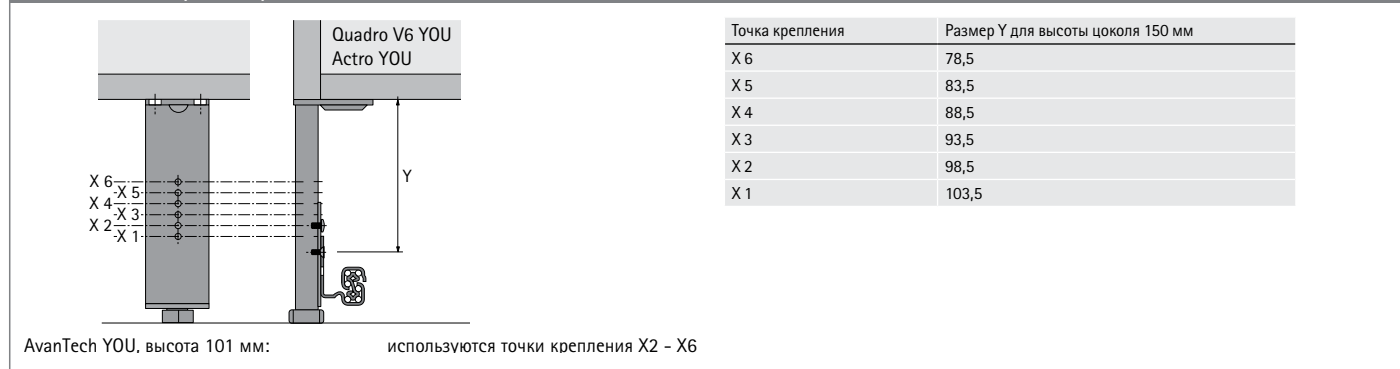 Quadro V6 YOU
Actro YOU
X 6
X 5
X 4
X 3
X 2
X 1
Y
AvanTech YOU, высота 101 мм: используются точки крепления X2 - X6
Точка крепления Размер Y для высоты цоколя 150 мм
X 6 78,5
X 5 83,5
X 4 88,5
X 3 93,5
X 2 98,5
X 1 103,5